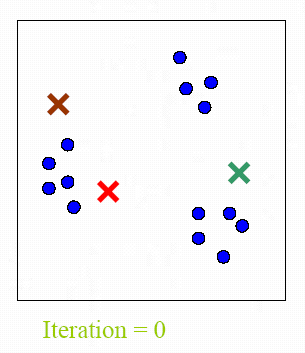 Iteration = 0